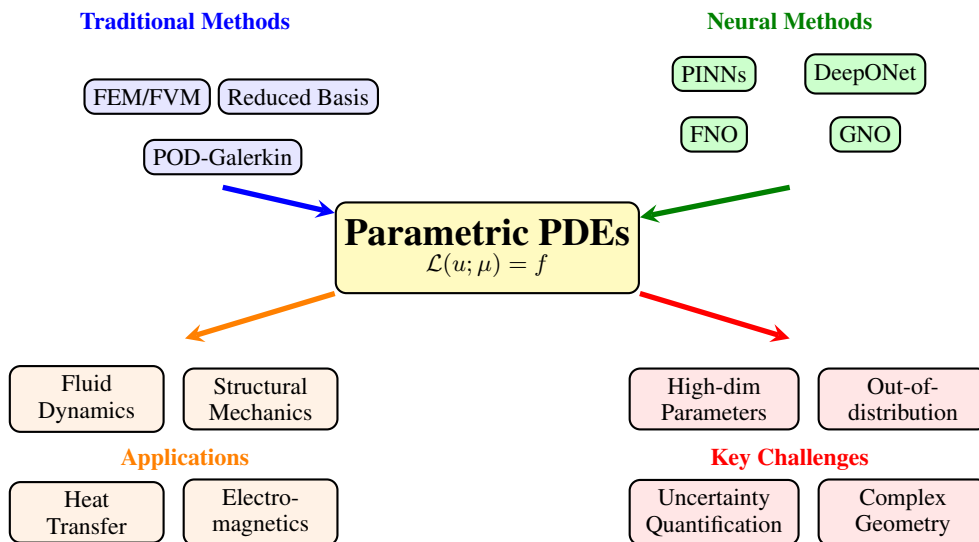 Traditional Methods
Neural Methods
FEM/FVM
Reduced Basis
POD-Galerkin
PINNs
DeepONet
FNO
GNO
Parametric PDEs
ℒ(u; μ) = f
Fluid
Dynamics
Structural
Mechanics
Applications
Heat
Transfer
Electro-
magnetics
High-dim
Parameters
Out-of-
distribution
Key Challenges
Uncertainty
Quantification
Complex
Geometry